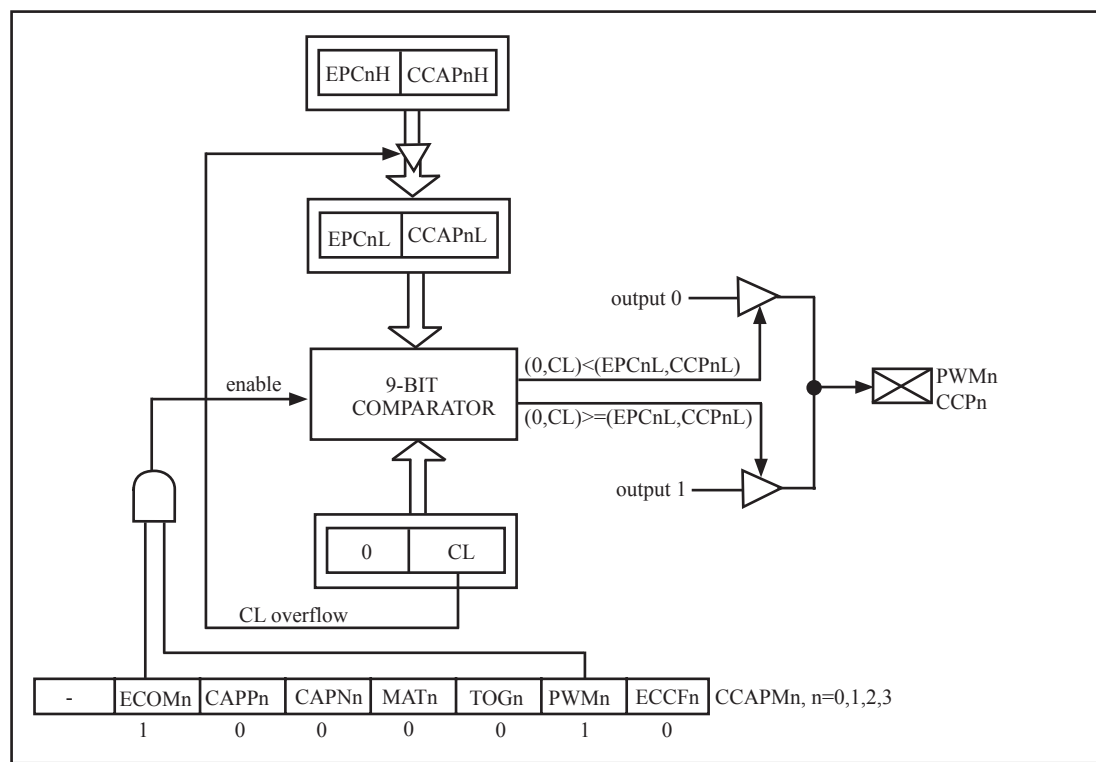 EPCnH CCAPnH
EPCnL CCAPnL
output 0
(0,CL)<(EPCnL,CCPnL)
enable
9-BIT
COMPARATOR
PWMn
CCPn
(0,CL)>=(EPCnL,CCPnL)
output 1
0 CL
CL overflow
- ECOMn CAPPn CAPNn MATn TOGn PWMn ECCFn CCAPMn, n=0,1,2,3
1 0 0 0 0 1 0